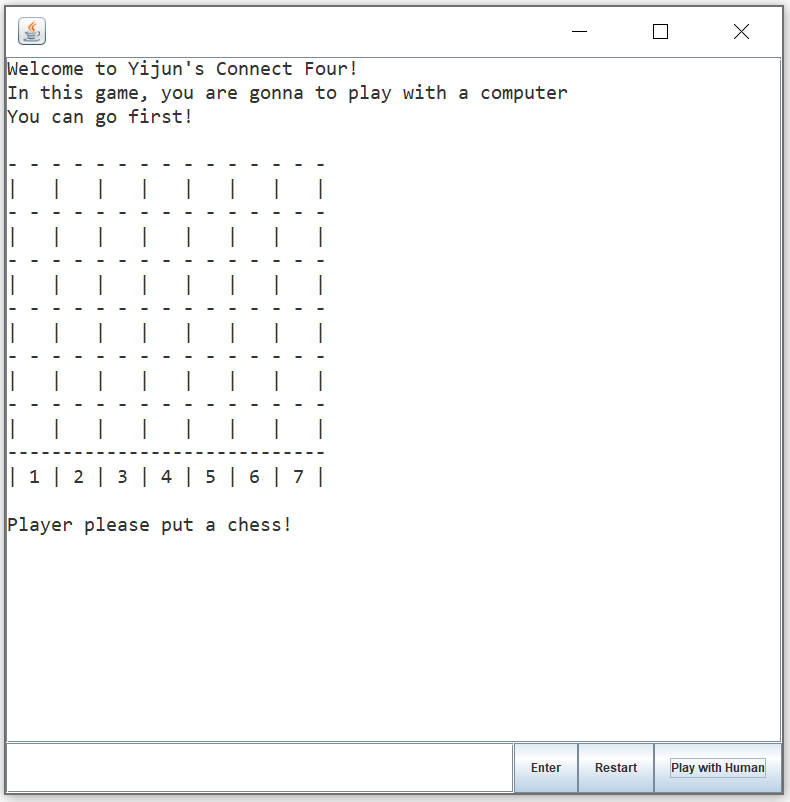 Welcome to Yijun's Connect Four!
In this game, you are gonna to play with a computer
You can go first!
- - - - - - - - - - - - - - -
|   |   |   |   |   |   |   |
- - - - - - - - - - - - - - -
|   |   |   |   |   |   |   |
- - - - - - - - - - - - - - -
|   |   |   |   |   |   |   |
- - - - - - - - - - - - - - -
|   |   |   |   |   |   |   |
- - - - - - - - - - - - - - -
|   |   |   |   |   |   |   |
- - - - - - - - - - - - - - -
|   |   |   |   |   |   |   |
-----------------------------
| 1 | 2 | 3 | 4 | 5 | 6 | 7 |
Player please put a chess!
Enter Restart Play with Human